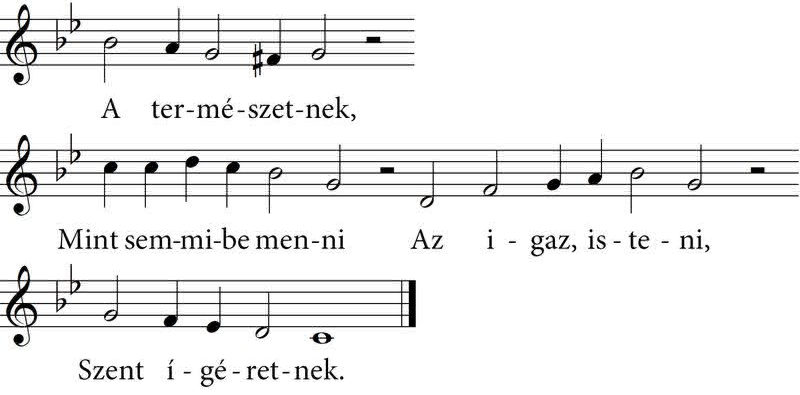 A ter-mé-szet-nek,
Mint sem-mi-be men-ni Az i - gaz, is - te - ni,
Szent í - gé - ret - nek.